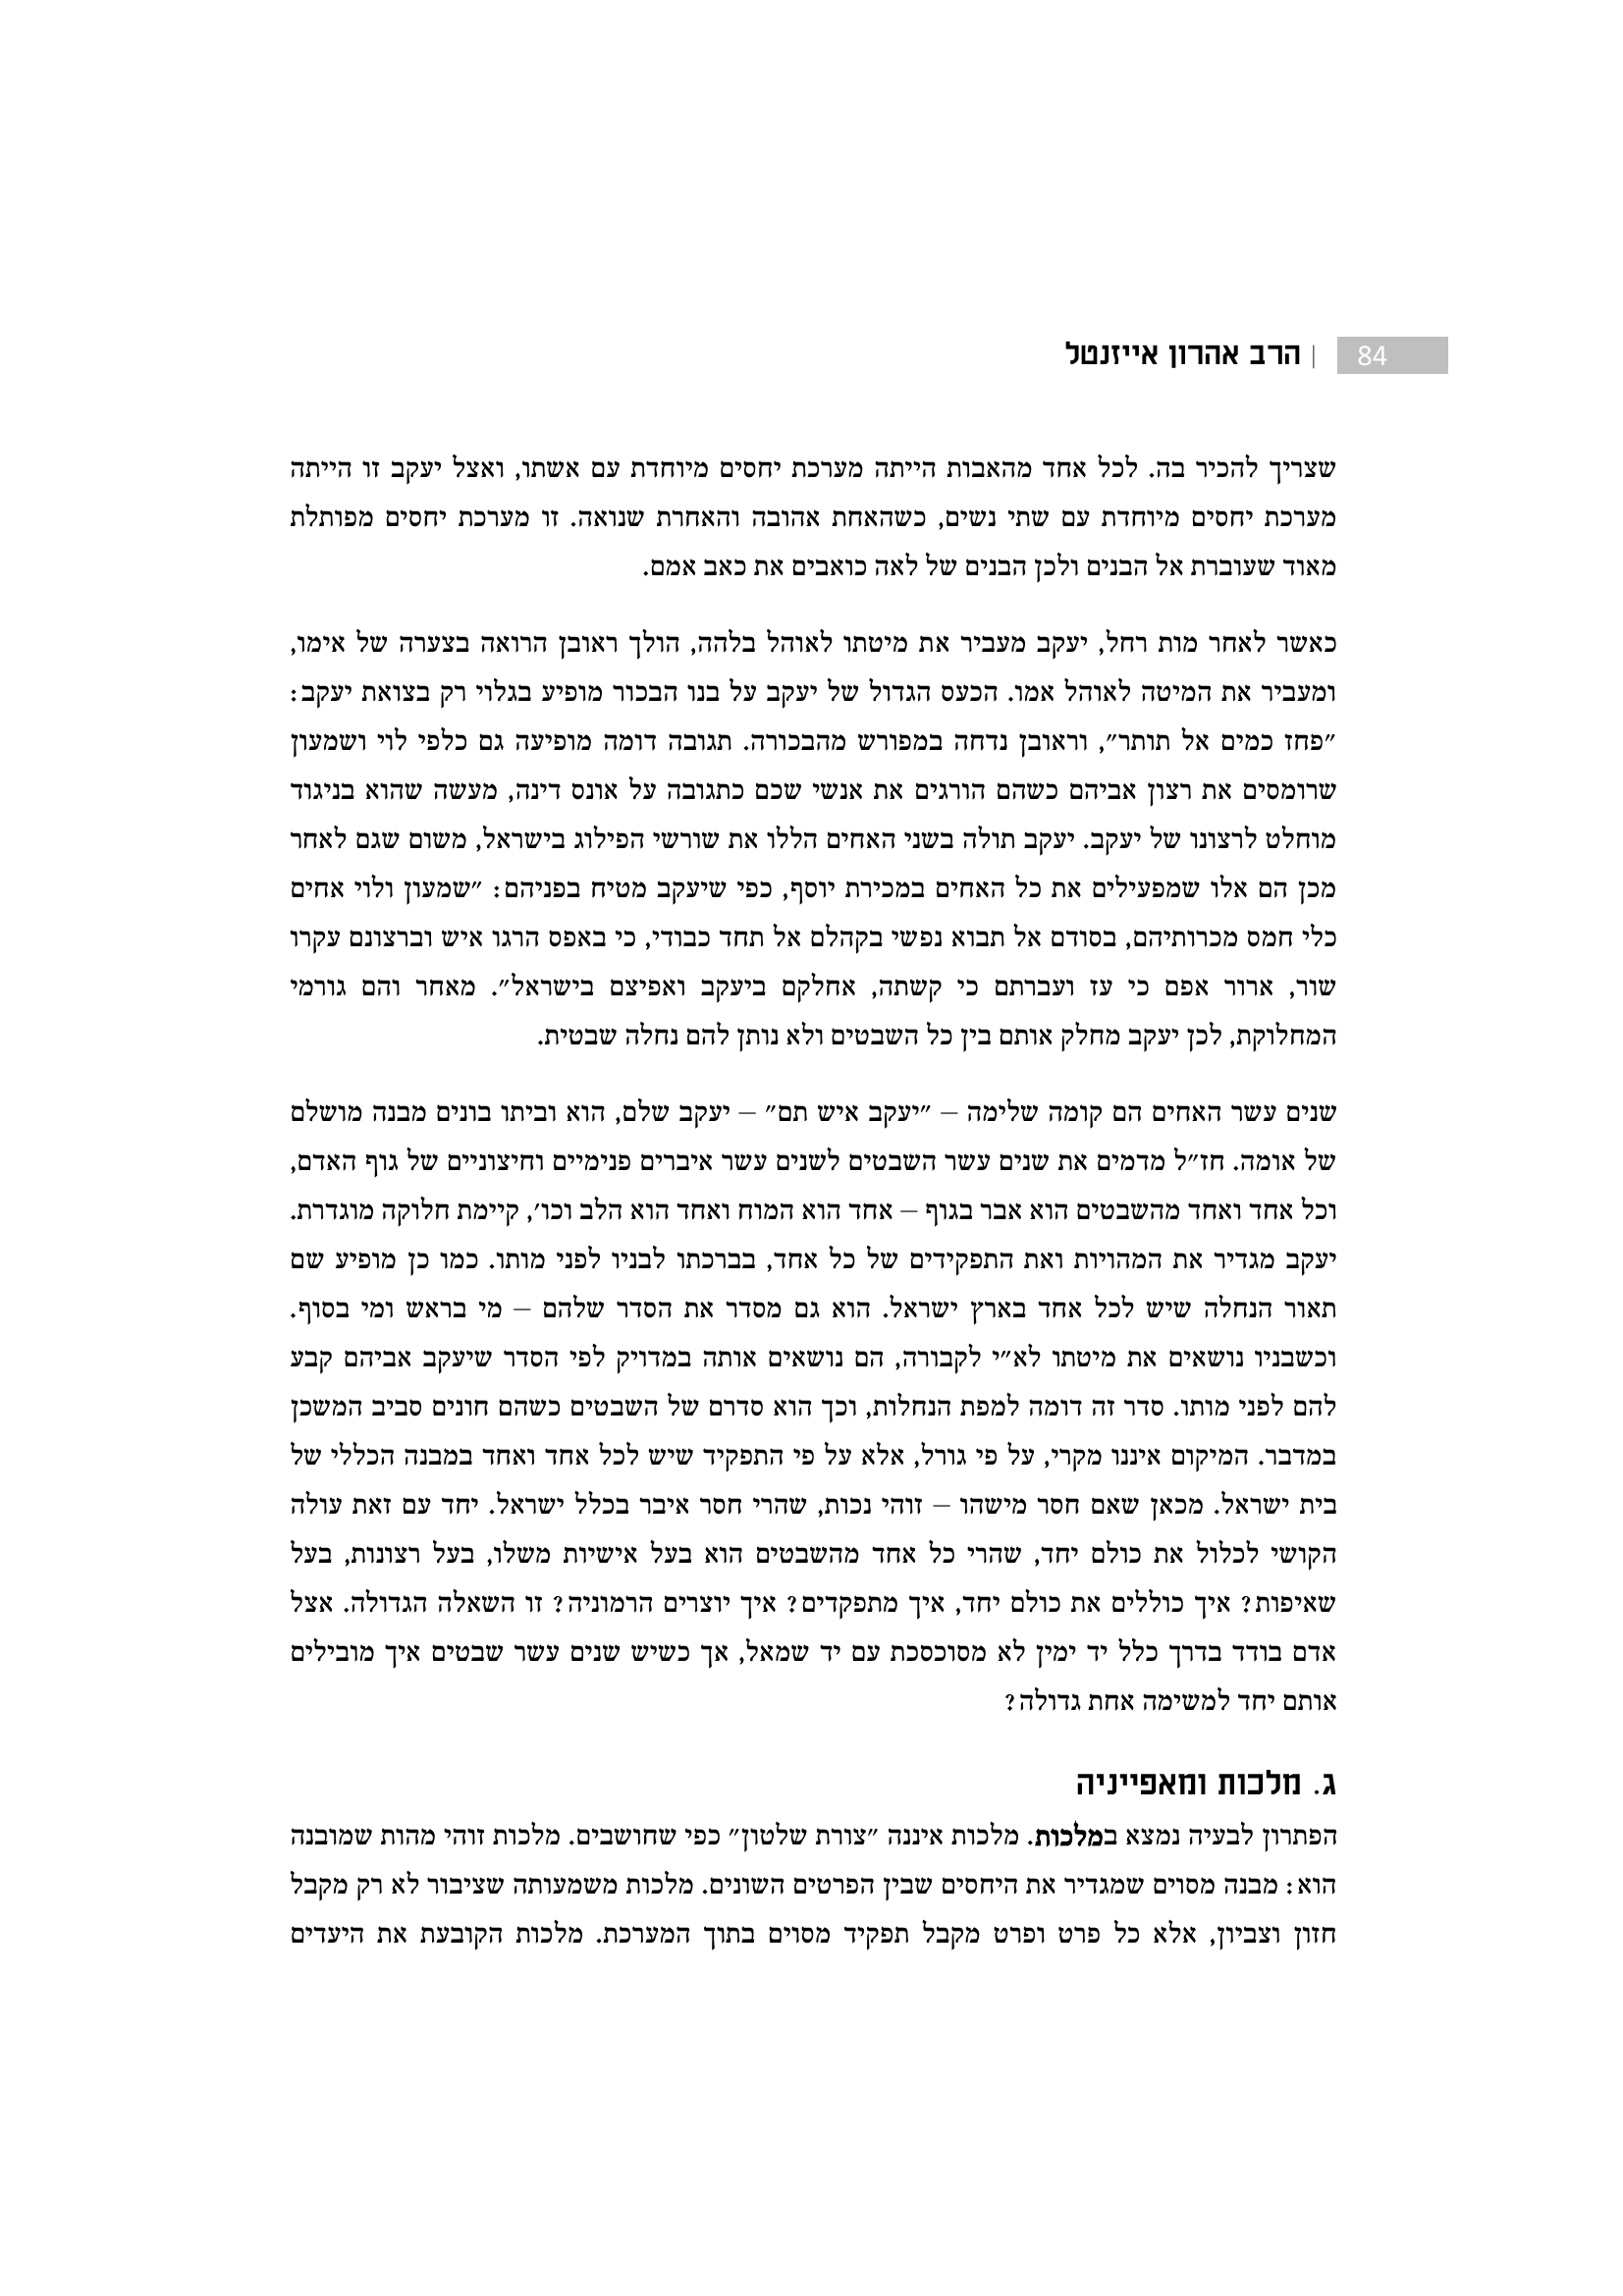 84 | הרב אהרון אייזנטל
שצריך להכיר בה. לכל אחד מהאבות הייתה מערכת יחסים מיוחדת עם אשתו, ואצל יעקב זו הייתה
מערכת יחסים מיוחדת עם שתי נשים, כשהאחת אהובה והאחרת שנואה. זו מערכת יחסים מפותלת
מאוד שעוברת אל הבנים ולכן הבנים של לאה כואבים את כאב אמם.
כאשר לאחר מות רחל, יעקב מעביר את מיטתו לאוהל בלהה, הולך ראובן הרואה בצערה של אימו,
ומעביר את המיטה לאוהל אמו. הכעס הגדול של יעקב על בנו הבכור מופיע בגלוי רק בצואת יעקב:
״פחז כמים אל תותר״, וראובן נדחה במפורש מהבכורה. תגובה דומה מופיעה גם כלפי לוי ושמעון
שרומסים את רצון אביהם כשהם הורגים את אנשי שכם כתגובה על אונס דינה, מעשה שהוא בניגוד
מוחלט לרצונו של יעקב. יעקב תולה בשני האחים הללו את שורשי הפילוג בישראל, משום שגם לאחר
מכן הם אלו שמפעילים את כל האחים במכירת יוסף, כפי שיעקב מטיח בפניהם: ״שמעון ולוי אחים
כלי חמס מכרותיהם, בסודם אל תבוא נפשי בקהלם אל תחד כבודי, כי באפס הרגו איש וברצונם עקרו
שור, ארור אפם כי עז ועברתם כי קשתה, אחלקם ביעקב ואפיצם בישראל״. מאחר והם גורמי
המחלוקת, לכן יעקב מחלק אותם בין כל השבטים ולא נותן להם נחלה שבטית.
שנים עשר האחים הם קומה שלימה – ״יעקב איש תם״ – יעקב שלם, הוא וביתו בונים מבנה מושלם
של אומה. חז״ל מדמים את שנים עשר השבטים לשנים עשר איברים פנימיים וחיצוניים של גוף האדם,
וכל אחד ואחד מהשבטים הוא אבר בגוף – אחד הוא המוח ואחד הוא הלב וכו׳, קיימת חלוקה מוגדרת.
יעקב מגדיר את המהויות ואת התפקידים של כל אחד, בברכתו לבניו לפני מותו. כמו כן מופיע שם
תאור הנחלה שיש לכל אחד בארץ ישראל. הוא גם מסדר את הסדר שלהם – מי בראש ומי בסוף.
וכשבניו נושאים את מיטתו לא״י לקבורה, הם נושאים אותה במדויק לפי הסדר שיעקב אביהם קבע
להם לפני מותו. סדר זה דומה למפת הנחלות, וכך הוא סדרם של השבטים כשהם חונים סביב המשכן
במדבר. המיקום איננו מקרי, על פי גורל, אלא על פי התפקיד שיש לכל אחד ואחד במבנה הכללי של
בית ישראל. מכאן שאם חסר מישהו – זוהי נכות, שהרי חסר איבר בכלל ישראל. יחד עם זאת עולה
הקושי לכלול את כולם יחד, שהרי כל אחד מהשבטים הוא בעל אישיות משלו, בעל רצונות, בעל
שאיפות? איך כוללים את כולם יחד, איך מתפקדים? איך יוצרים הרמוניה? זו השאלה הגדולה. אצל
אדם בודד בדרך כלל יד ימין לא מסוכסכת עם יד שמאל, אך כשיש שנים עשר שבטים איך מובילים
אותם יחד למשימה אחת גדולה?
ג. מלכות ומאפייניה
הפתרון לבעיה נמצא במלכות. מלכות איננה ״צורת שלטון״ כפי שחושבים. מלכות זוהי מהות שמובנה
הוא: מבנה מסוים שמגדיר את היחסים שבין הפרטים השונים. מלכות משמעותה שציבור לא רק מקבל
חזון וצביון, אלא כל פרט ופרט מקבל תפקיד מסוים בתוך המערכת. מלכות הקובעת את היעדים